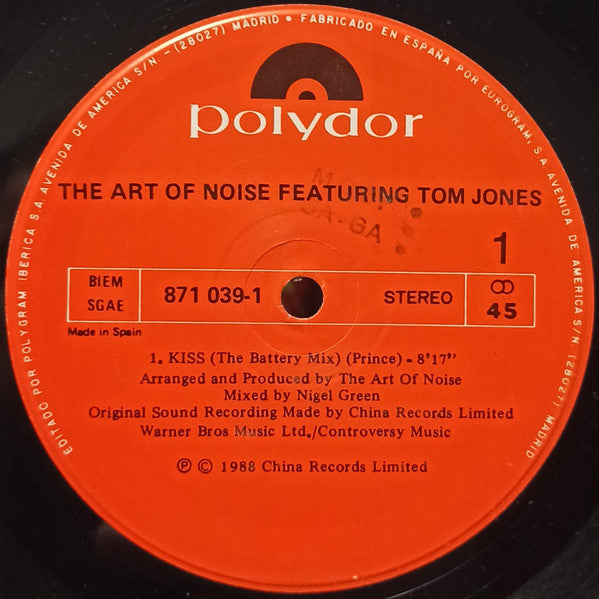 EDITADO POR POLYGRAM IBERICA S/A AVENIDA DE AMERICA S/N - (28027) MADRID • FABRICADO EN ESPAÑA POR EUROGRAM, S.A. AVENIDA DE AMERICA S/N (28027) MADRID
polydor
THE ART OF NOISE FEATURING TOM JONES
1
BIEM
SGAE
871 039-1
STEREO
45
Made in Spain
1. KISS (The Battery Mix) (Prince) - 8'17"
Arranged and Produced by The Art Of Noise
Mixed by Nigel Green
Original Sound Recording Made by China Records Limited
Warner Bros Music Ltd./Controversy Music
Ⓟ © 1988 China Records Limited